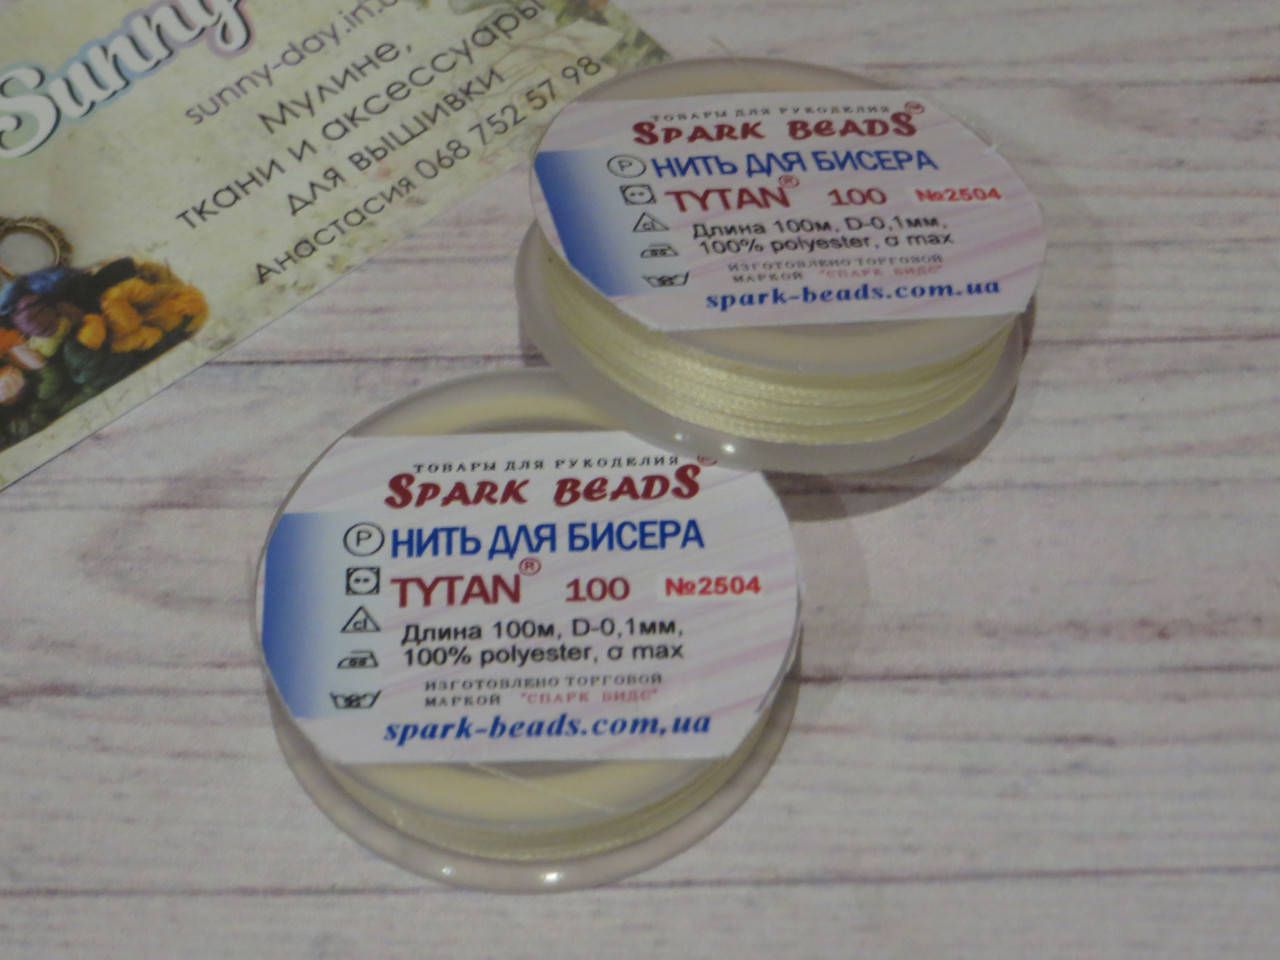 Sunny
sunny-day.in.
Мулине,
ткани и аксессуары
для вышивки
Анастасия 068 752 57 98
ТОВАРЫ ДЛЯ РУКОДЕЛИЯ
SPARK BEADS
P НИТЬ ДЛЯ БИСЕРА
TYTAN® 100 №2504
cl Длина 100м, D-0,1мм,
100% polyester, σ max
ИЗГОТОВЛЕНО ТОРГОВОЙ
МАРКОЙ "СПАРК БИДС"
spark-beads.com.ua
ТОВАРЫ ДЛЯ РУКОДЕЛИЯ
SPARK BEADS
P НИТЬ ДЛЯ БИСЕРА
TYTAN® 100 №2504
cl Длина 100м, D-0,1мм,
100% polyester, σ max
ИЗГОТОВЛЕНО ТОРГОВОЙ
МАРКОЙ "СПАРК БИДС"
spark-beads.com.ua